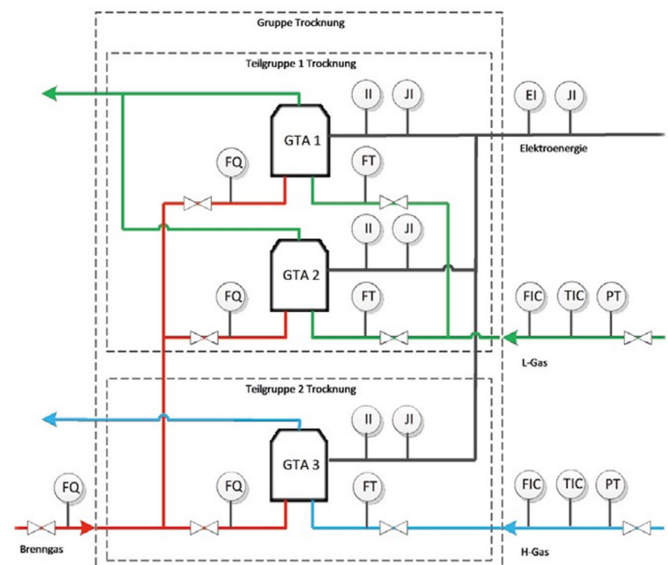 Gruppe Trocknung
Teilgruppe 1 Trocknung
II JI EI JI
GTA 1
Elektroenergie
FQ FT
II JI
GTA 2
FQ FT FIC TIC PT
L-Gas
Teilgruppe 2 Trocknung
II JI
GTA 3
FQ FQ FT FIC TIC PT
Brenngas H-Gas